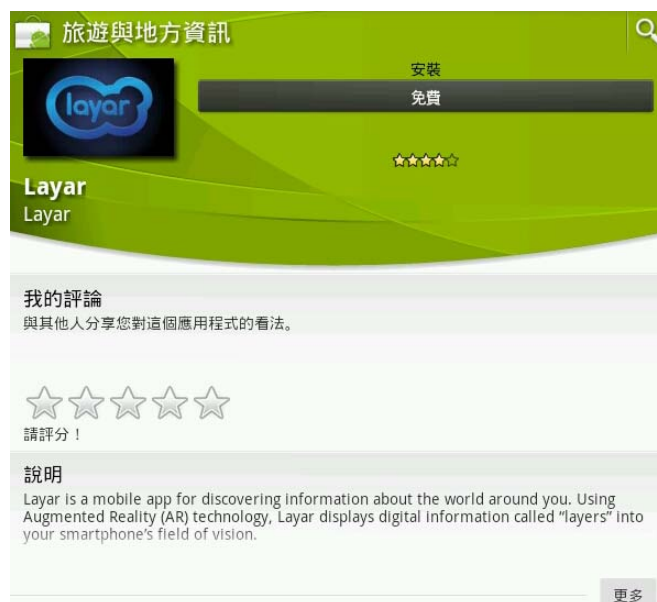 旅遊與地方資訊
layar
安裝
免費
Layar
Layar
我的評論
與其他人分享您對這個應用程式的看法。
請評分！
說明
Layar is a mobile app for discovering information about the world around you. Using
Augmented Reality (AR) technology, Layar displays digital information called “layers” into
your smartphone’s field of vision.
更多